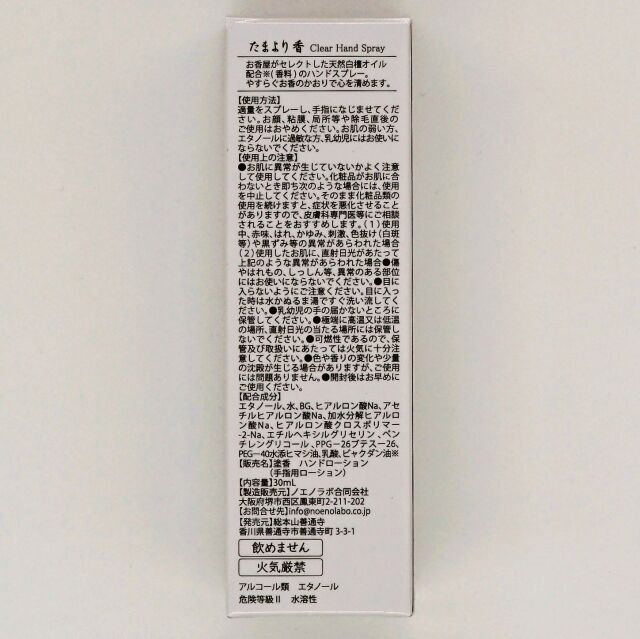 たまより香 Clear Hand Spray
お香屋がセレクトした天然白檀オイル
配合※(香料)のハンドスプレー。
やすらぐお香のかおりで心を清めます。
【使用方法】
適量をスプレーし、手指になじませてくだ
さい。お顔、粘膜、局所等や除毛直後の
ご使用はおやめください。お肌の弱い方、
エタノールに過敏な方、乳幼児にはお使いに
ならないでください。
【使用上の注意】
●お肌に異常が生じていないかよく注意
して使用してください。化粧品がお肌に合
わないとき即ち次のような場合には、使用
を中止してください。そのまま化粧品類の
使用を続けますと、症状を悪化させること
がありますので、皮膚科専門医等にご相談
されることをおすすめします。(1)使用
中、赤味、はれ、かゆみ、刺激、色抜け(白斑
等)や黒ずみ等の異常があらわれた場合
(2)使用したお肌に、直射日光があたって
上記のような異常があらわれた場合●傷
やはれもの、しっしん等、異常のある部位
にはお使いにならないでください。●目に
入らないようにご注意ください。目に入っ
た時は水かぬるま湯ですぐ洗い流してくだ
さい。●乳幼児の手の届かないところに
保管してください。●極端に高温又は低温
の場所、直射日光の当たる場所には保管し
ないでください。●可燃性であるので、保
管及び取扱いにあたっては火気に十分注
意してください。●色や香りの変化や少量
の沈殿が生じる場合がありますが、ご使用
には問題ありません。●開封後はお早めに
ご使用ください。
【配合成分】
エタノール、水、BG、ヒアルロン酸Na、アセ
チルヒアルロン酸Na、加水分解ヒアルロ
ン酸Na、ヒアルロン酸クロスポリマー
-2-Na、エチルヘキシルグリセリン、ペン
チレングリコール、PPG-26ブテス-26、
PEG-40水添ヒマシ油、乳酸、ビャクダン油※
【販売名】塗香 ハンドローション
(手指用ローション)
【内容量】30mL
【製造販売元】ノエノラボ合同会社
大阪府堺市西区鳳東町2-211-202
【お問合せ先】info@noenolabo.co.jp
【発売元】総本山善通寺
香川県善通寺市善通寺町 3-3-1
飲めません
火気厳禁
アルコール類 エタノール
危険等級Ⅱ 水溶性